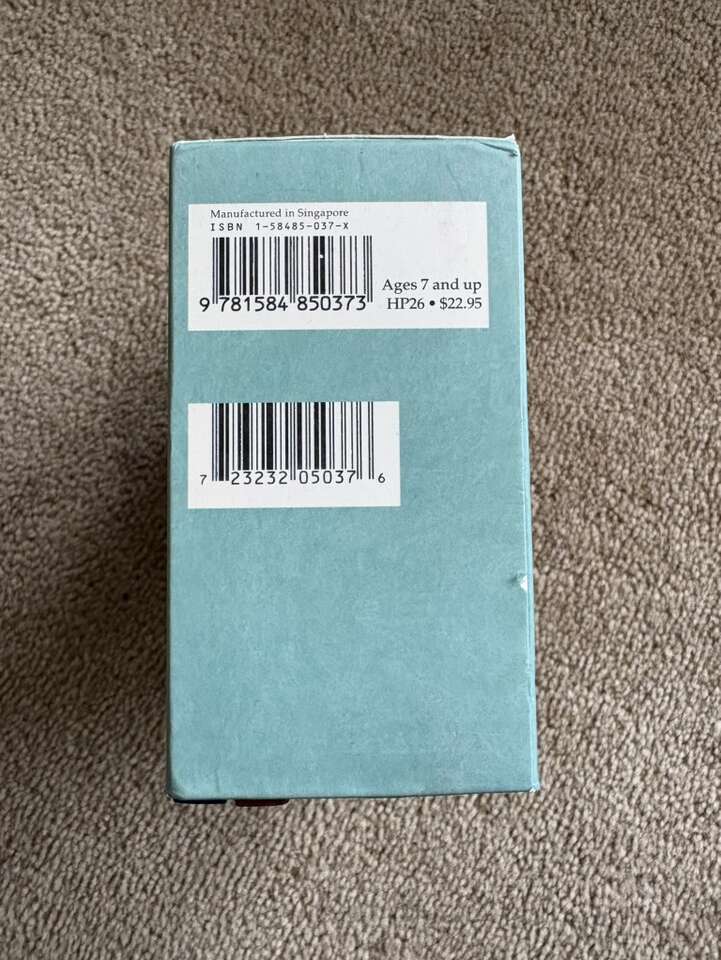 Manufactured in Singapore
ISBN 1-58485-037-X
9 781584 850373
Ages 7 and up
HP26 • $22.95
7 23232 05037 6